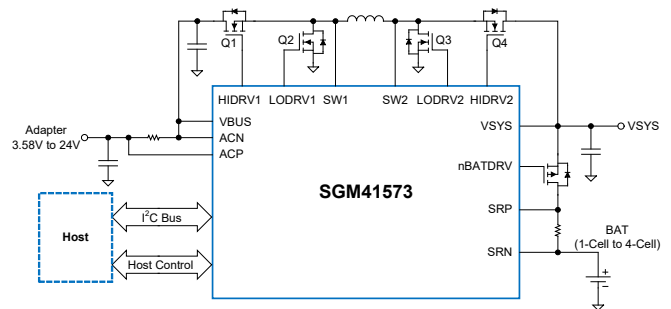 Q1
Q2
Q3
Q4
HIDRV1
LODRV1
SW1
SW2
LODRV2
HIDRV2
VBUS
ACN
ACP
Adapter
3.58V to 24V
VSYS
VSYS
nBATDRV
SGM41573
SRP
SRN
BAT
(1-Cell to 4-Cell)
+
−
Host
I²C Bus
Host Control